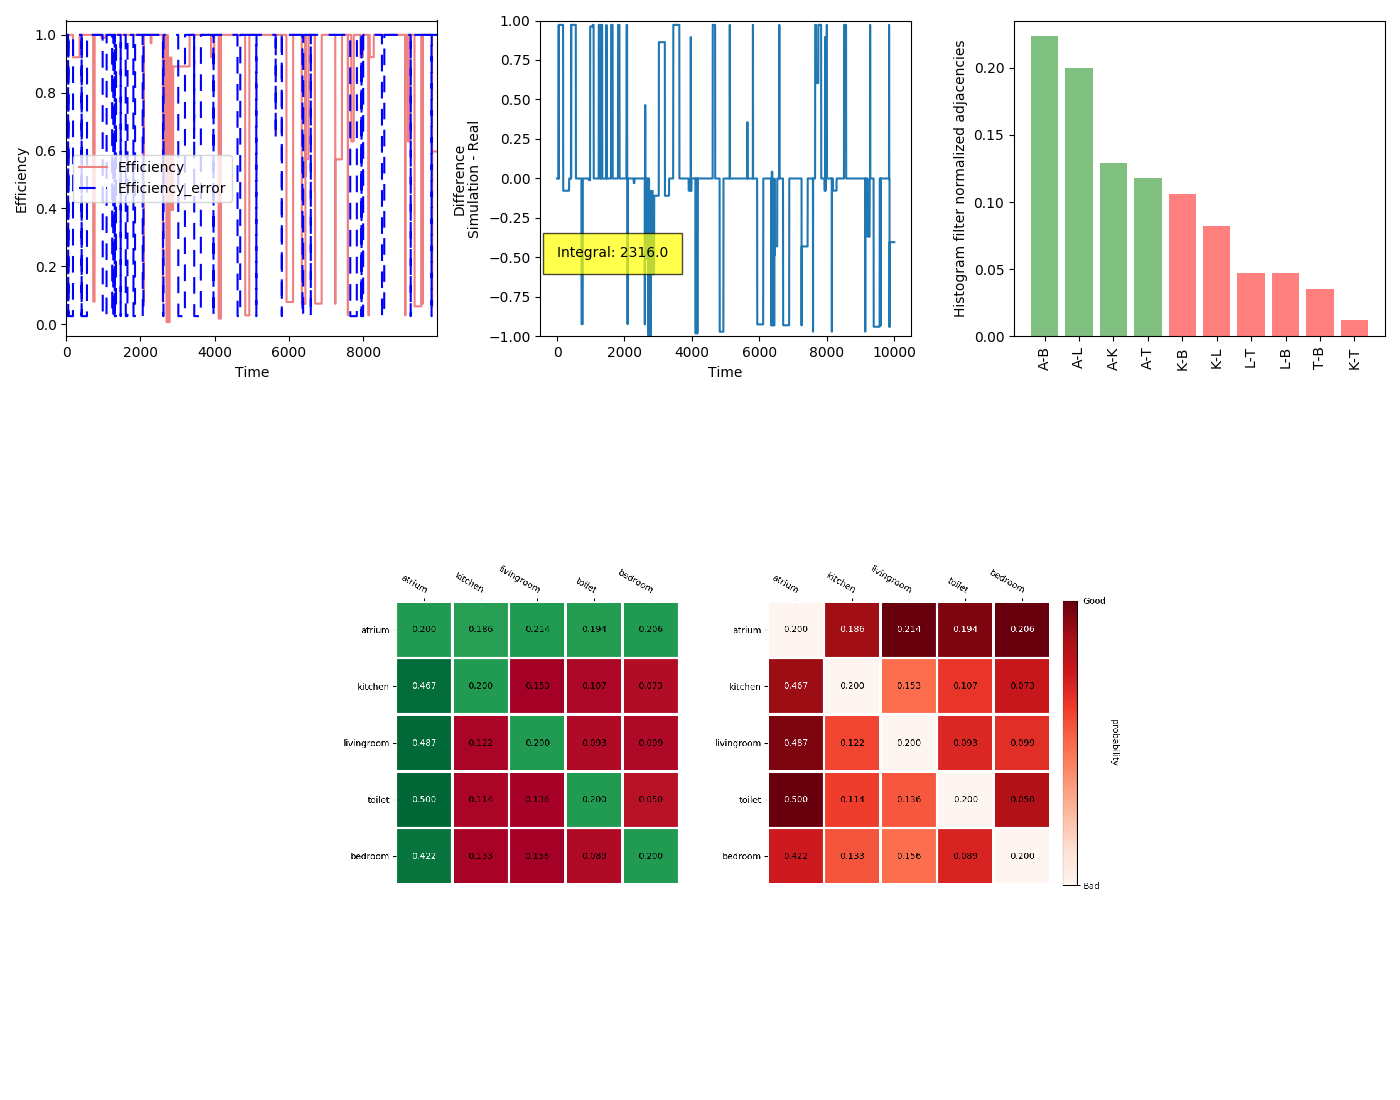 1.0
0.8
0.6
0.4
0.2
0.0
Efficiency
Efficiency
Efficiency_error
0 2000 4000 6000 8000
Time
1.00
0.75
0.50
0.25
0.00
−0.25
−0.50
−0.75
−1.00
Difference
Simulation - Real
Integral: 2316.0
0 2000 4000 6000 8000 10000
Time
0.20
0.15
0.10
0.05
0.00
Histogram filter normalized adjacencies
A-B A-L A-K A-T K-B K-L L-T L-B T-B K-T
atrium kitchen livingroom toilet bedroom
atrium 0.200 0.186 0.214 0.194 0.206
kitchen 0.467 0.200 0.153 0.107 0.073
livingroom 0.487 0.122 0.200 0.093 0.099
toilet 0.500 0.114 0.136 0.200 0.050
bedroom 0.422 0.133 0.156 0.089 0.200
atrium kitchen livingroom toilet bedroom
atrium 0.200 0.186 0.214 0.194 0.206
kitchen 0.467 0.200 0.153 0.107 0.073
livingroom 0.487 0.122 0.200 0.093 0.099
toilet 0.500 0.114 0.136 0.200 0.050
bedroom 0.422 0.133 0.156 0.089 0.200
Good
probability
Bad